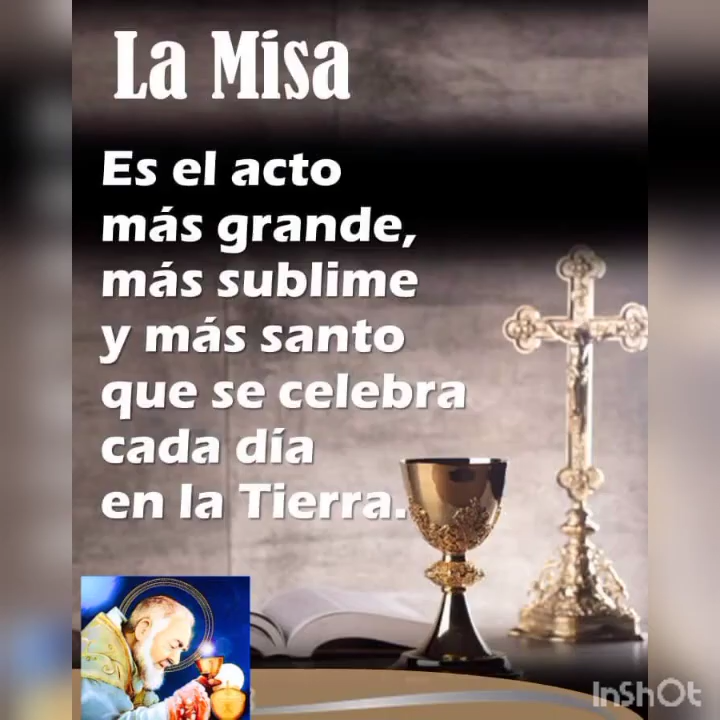 La Misa
Es el acto
más grande,
más sublime
y más santo
que se celebra
cada día
en la Tierra.
InShOt